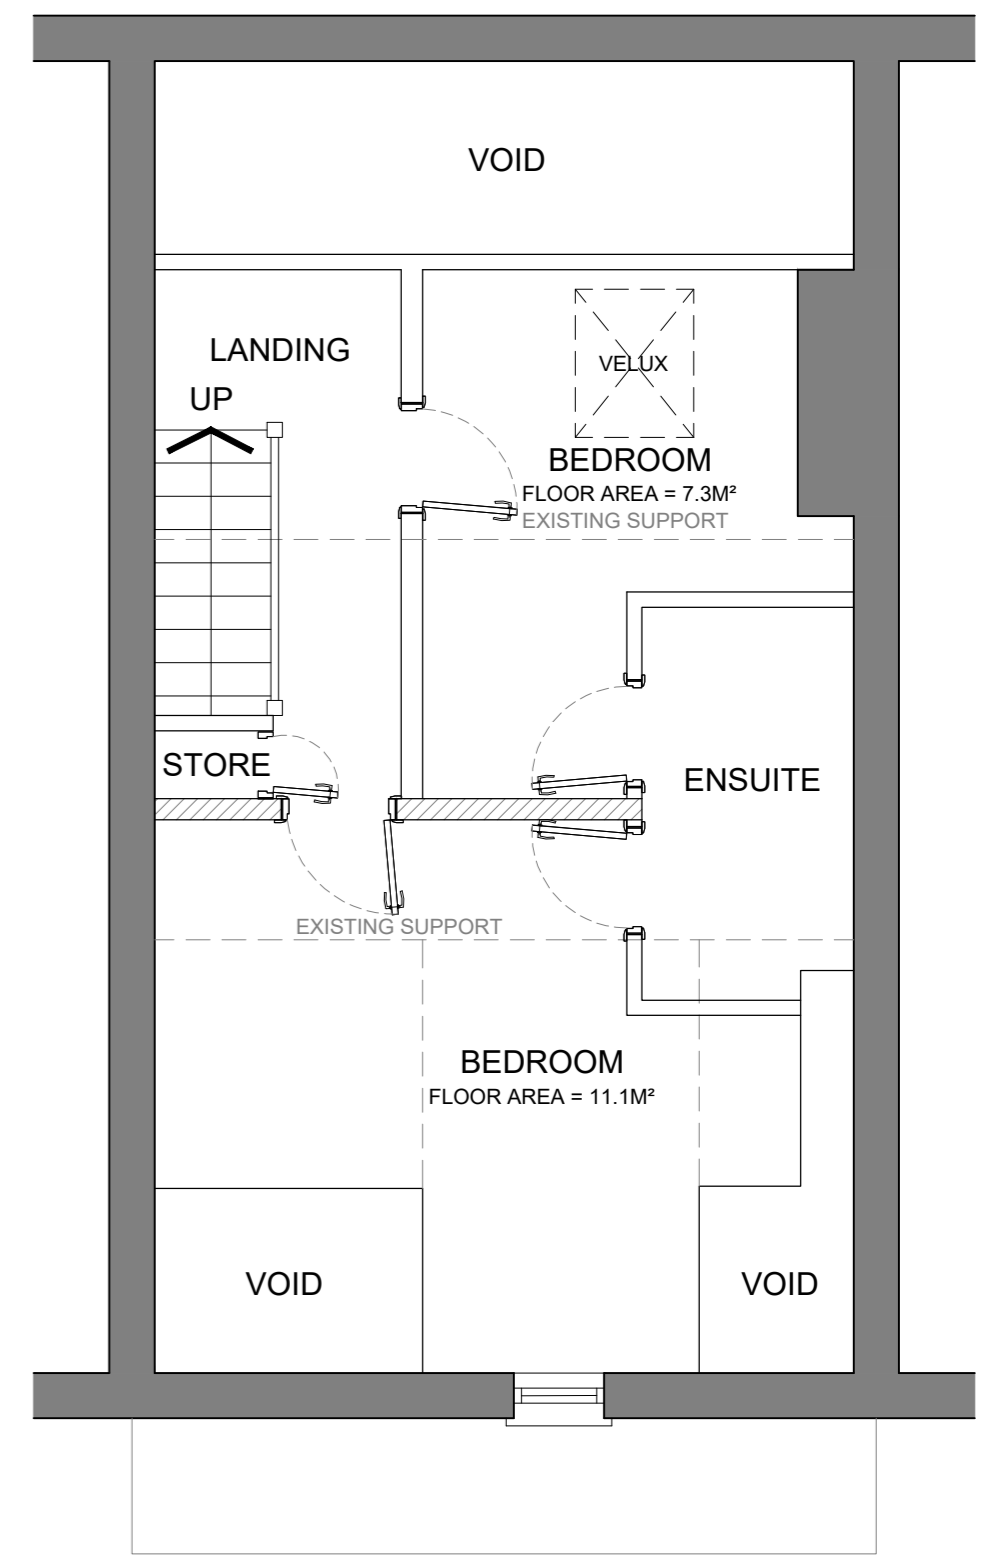 VOID
LANDING
UP
VELUX
BEDROOM
FLOOR AREA = 7.3M²
EXISTING SUPPORT
STORE
ENSUITE
EXISTING SUPPORT
BEDROOM
FLOOR AREA = 11.1M²
VOID
VOID